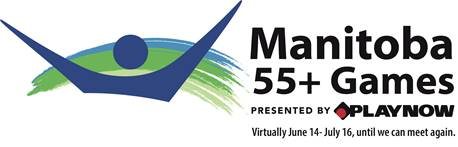 Manitoba
55+ Games
PRESENTED BY PLAYNOW
Virtually June 14- July 16, until we can meet again.